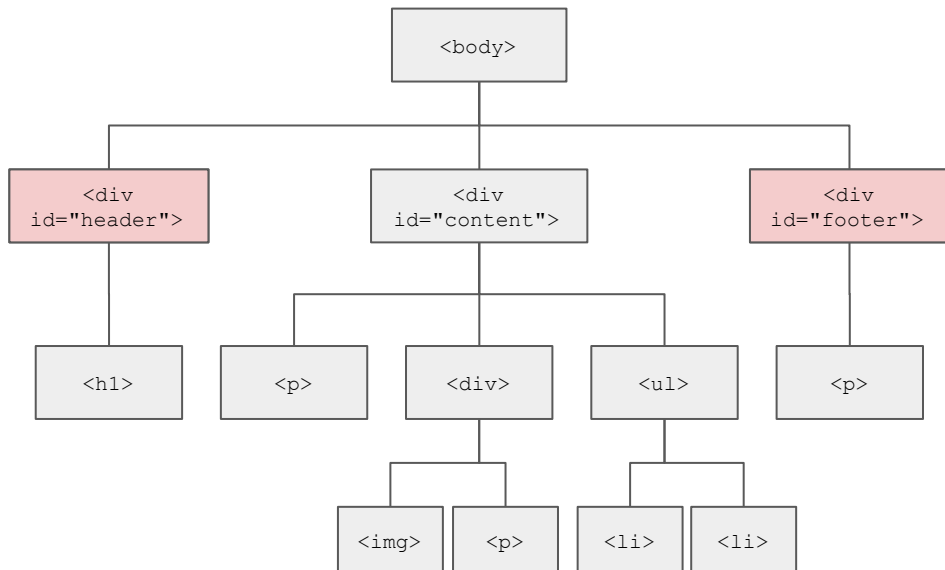 <body>
<div
id="header">
<div
id="content">
<div
id="footer">
<h1>
<p>
<div>
<ul>
<p>
<img>
<p>
<li>
<li>